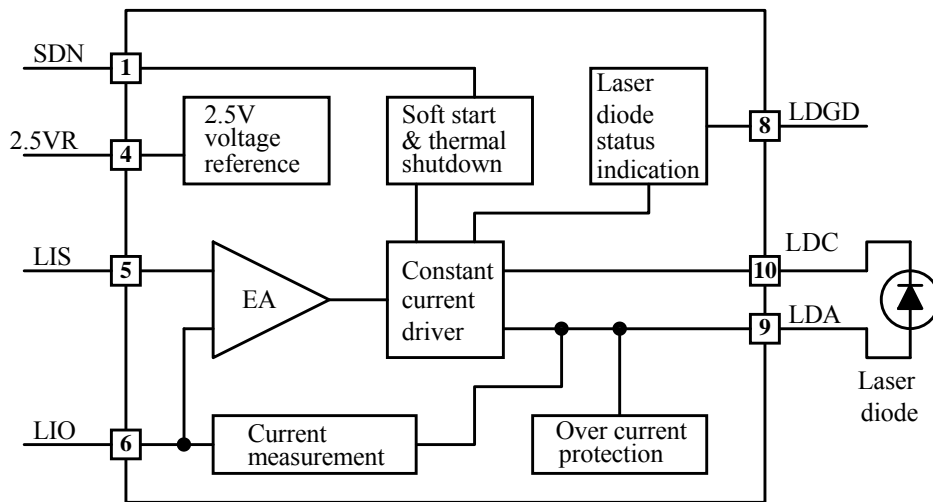 SDN
1
2.5V
voltage
reference
Soft start
& thermal
shutdown
Laser
diode
status
indication
8
LDGD
2.5VR
4
LIS
5
EA
Constant
current
driver
10
LDC
9
LDA
Laser
diode
LIO
6
Current
measurement
Over current
protection